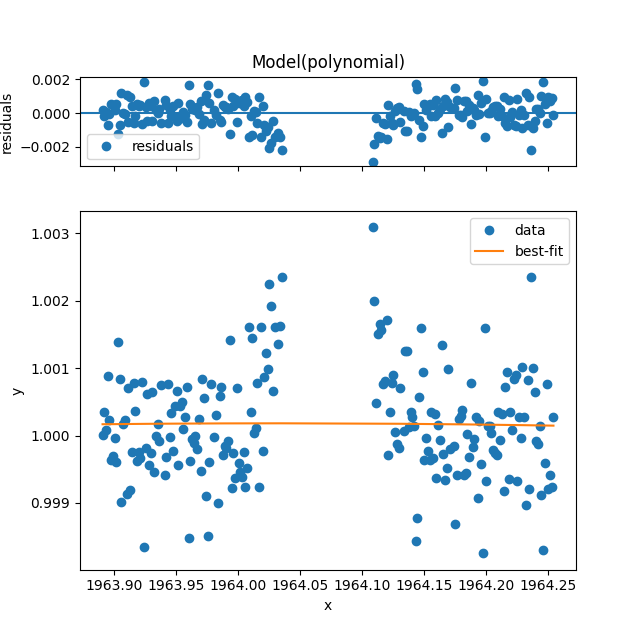 Model(polynomial)
0.002
0.000
−0.002
residuals
residuals
1.003
1.002
1.001
1.000
0.999
y
data
best-fit
1963.90 1963.95 1964.00 1964.05 1964.10 1964.15 1964.20 1964.25
x